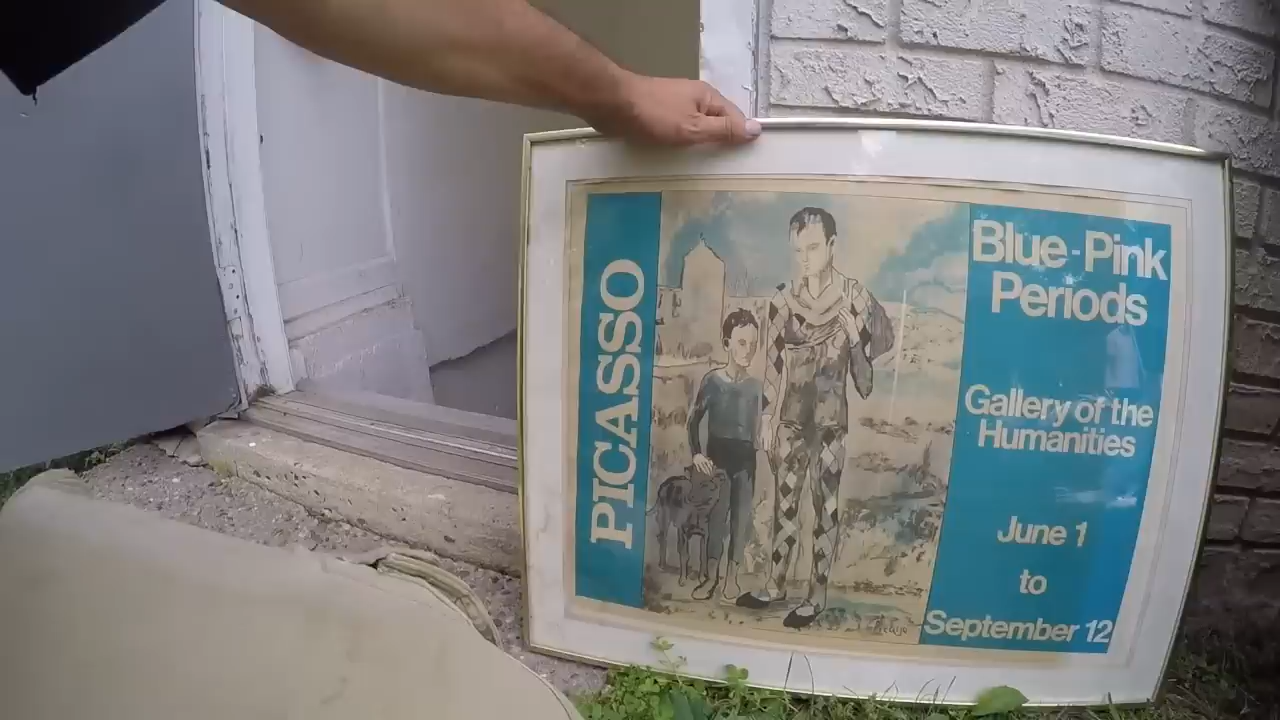 PICASSO
Blue-Pink
Periods
Gallery of the
Humanities
June 1
to
September 12